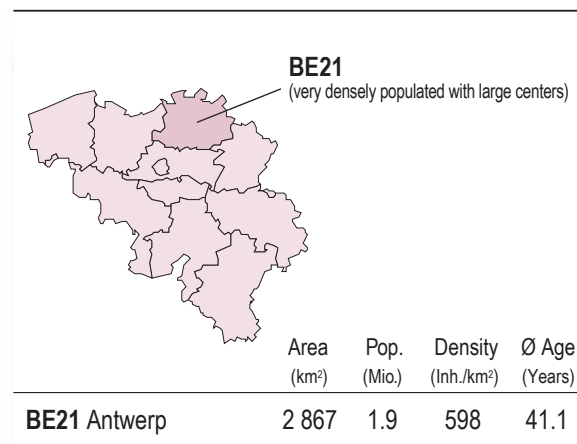 BE21
(very densely populated with large centers)
Area Pop. Density Ø Age
(km²) (Mio.) (Inh./km²) (Years)
BE21 Antwerp 2 867 1.9 598 41.1